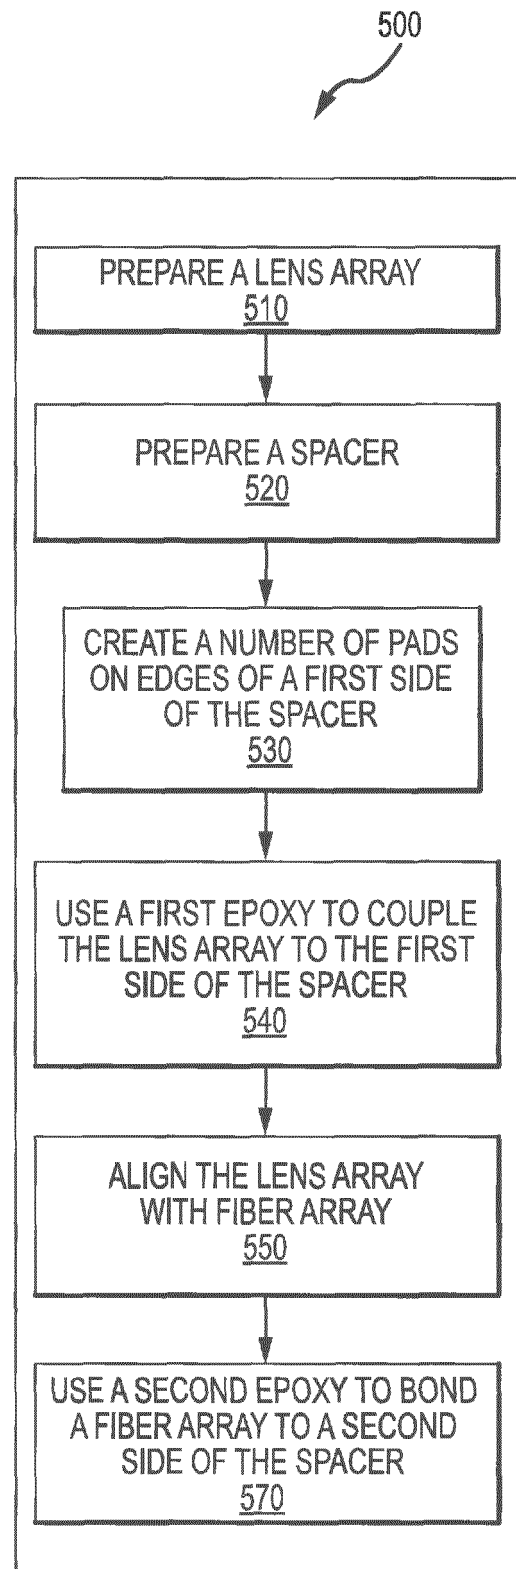 500
PREPARE A LENS ARRAY
510
PREPARE A SPACER
520
CREATE A NUMBER OF PADS
ON EDGES OF A FIRST SIDE
OF THE SPACER
530
USE A FIRST EPOXY TO COUPLE
THE LENS ARRAY TO THE FIRST
SIDE OF THE SPACER
540
ALIGN THE LENS ARRAY
WITH FIBER ARRAY
550
USE A SECOND EPOXY TO BOND
A FIBER ARRAY TO A SECOND
SIDE OF THE SPACER
570